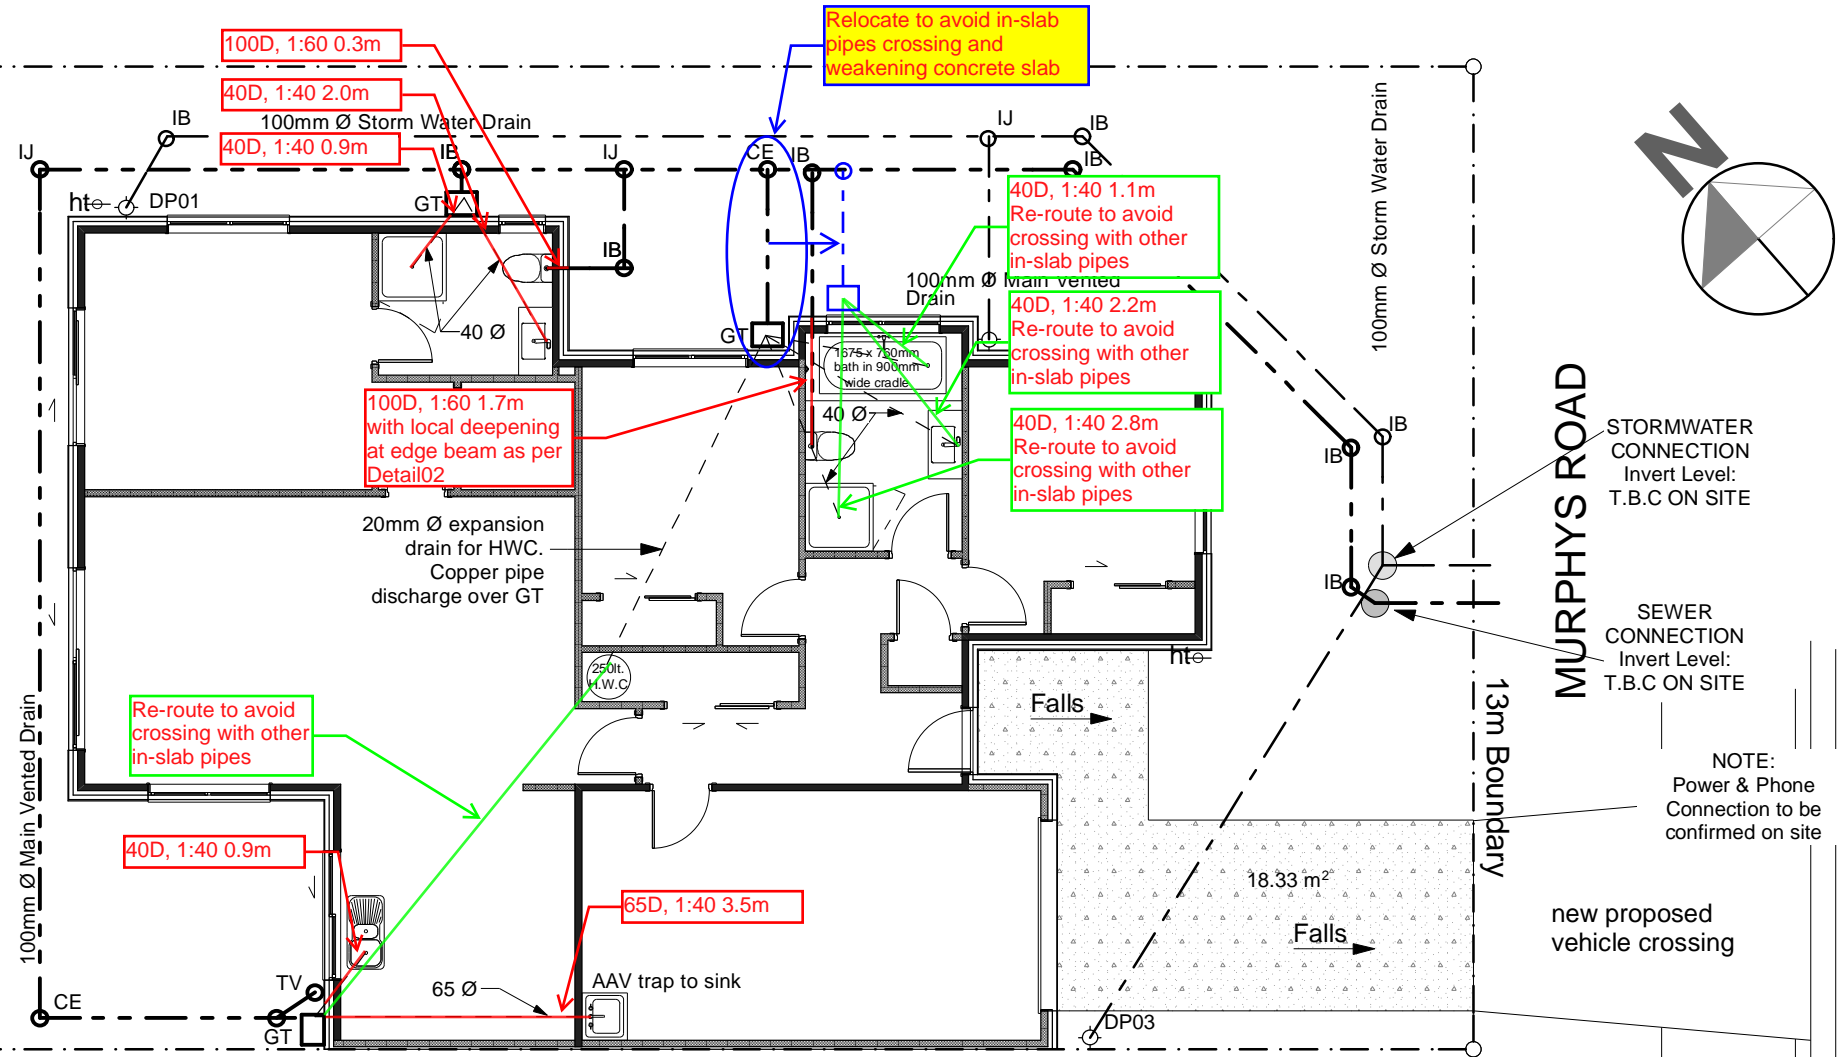 Relocate to avoid in-slab
pipes crossing and
weakening concrete slab
100D, 1:60 0.3m
40D, 1:40 2.0m
40D, 1:40 0.9m
IB
100mm Ø Storm Water Drain
IJ
IB
IJ
CE
IB
IJ
IB
IB
100mm Ø Storm Water Drain
N
ht
DP01
GT
IB
40 Ø
40D, 1:40 1.1m
Re-route to avoid
crossing with other
in-slab pipes
100mm Ø Main Vented
Drain
40D, 1:40 2.2m
Re-route to avoid
crossing with other
in-slab pipes
GT
1675 x 760mm
bath in 900mm
wide cradle
40 Ø
100D, 1:60 1.7m
with local deepening
at edge beam as per
Detail02
40D, 1:40 2.8m
Re-route to avoid
crossing with other
in-slab pipes
IB
IB
STORMWATER
CONNECTION
Invert Level:
T.B.C ON SITE
MURPHYS ROAD
20mm Ø expansion
drain for HWC.
Copper pipe
discharge over GT
IB
SEWER
CONNECTION
Invert Level:
T.B.C ON SITE
250lt.
H.W.C
ht
Falls
13m Boundary
100mm Ø Main Vented Drain
Re-route to avoid
crossing with other
in-slab pipes
NOTE:
Power & Phone
Connection to be
confirmed on site
40D, 1:40 0.9m
65D, 1:40 3.5m
18.33 m²
Falls
new proposed
vehicle crossing
TV
65 Ø
AAV trap to sink
CE
GT
DP03